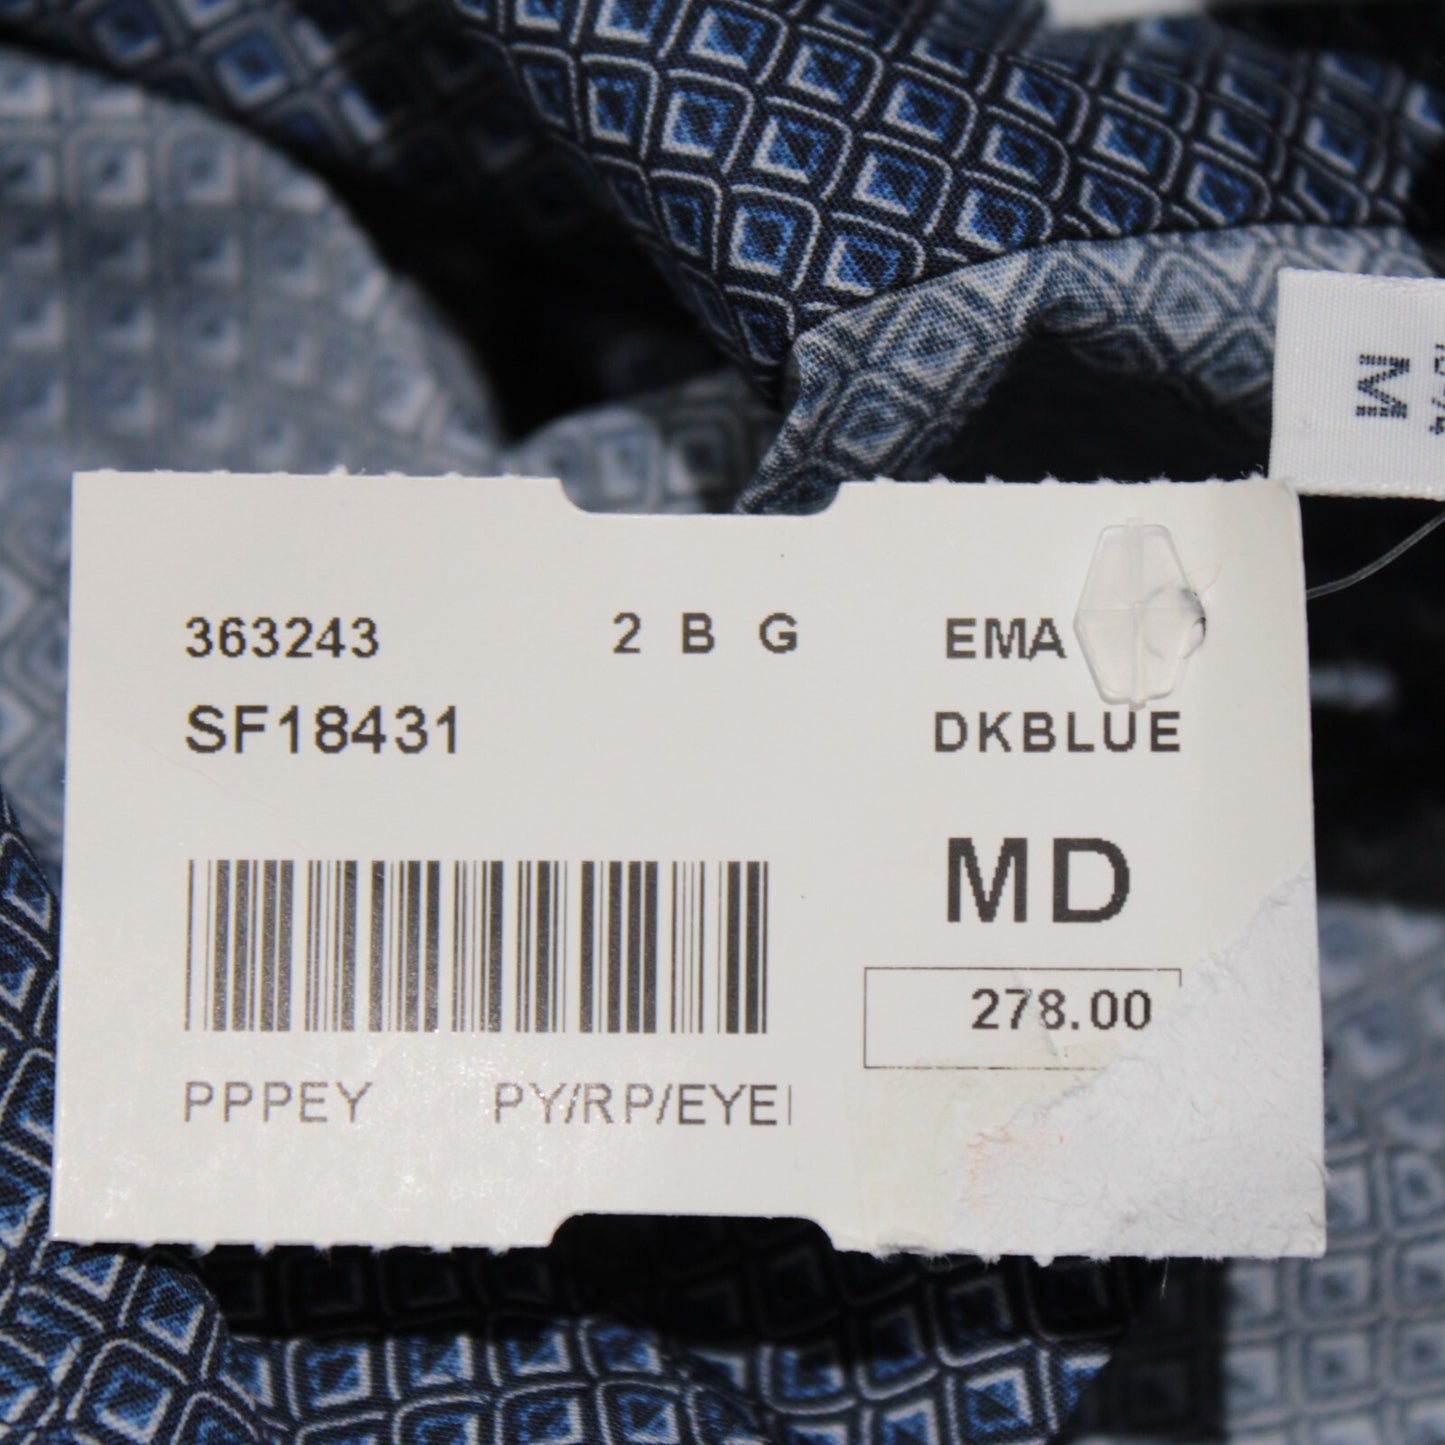 M
363243 2 B G EMA
SF18431 DKBLUE
MD
278.00
PPPEY PY/RP/EYE